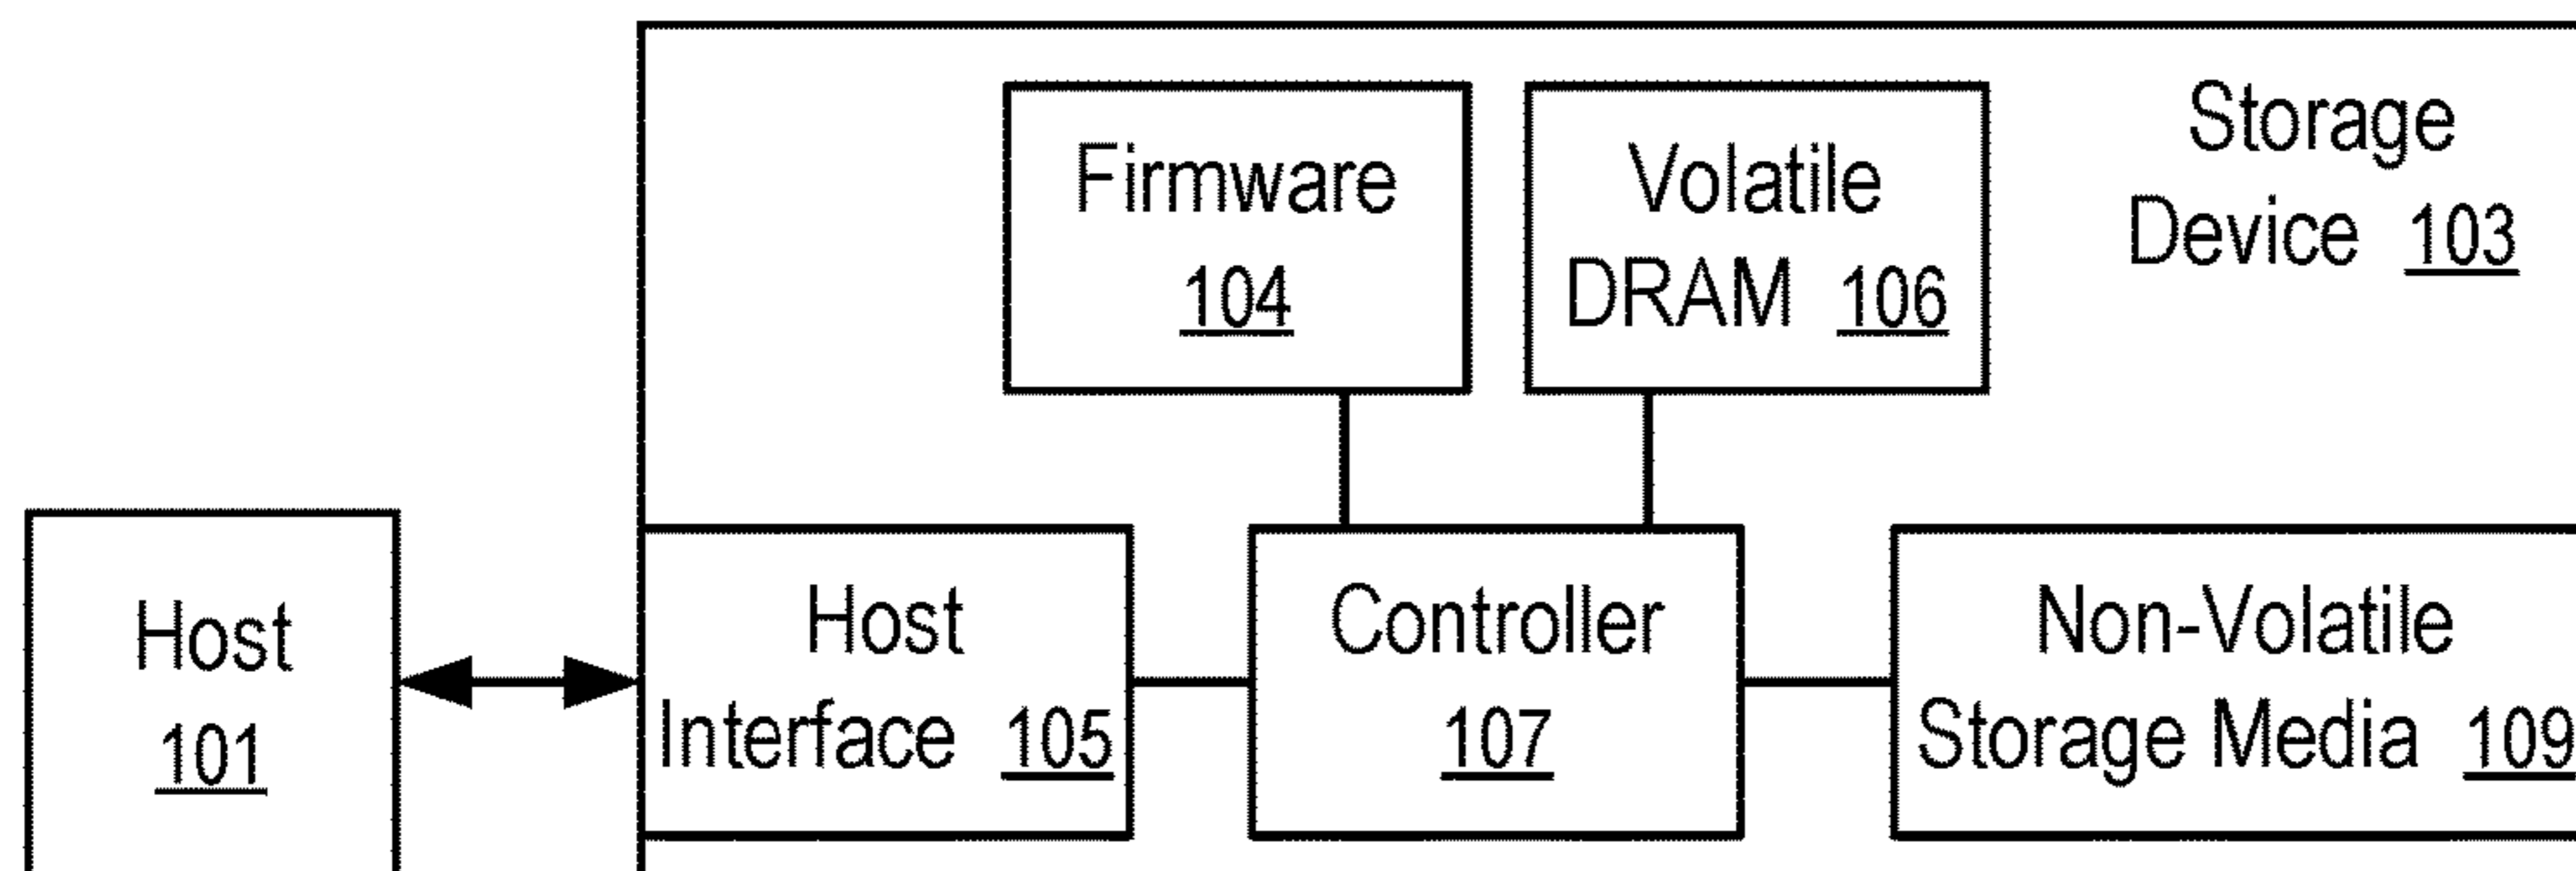 Firmware
104
Volatile
DRAM 106
Storage
Device 103
Host
101
Host
Interface 105
Controller
107
Non-Volatile
Storage Media 109